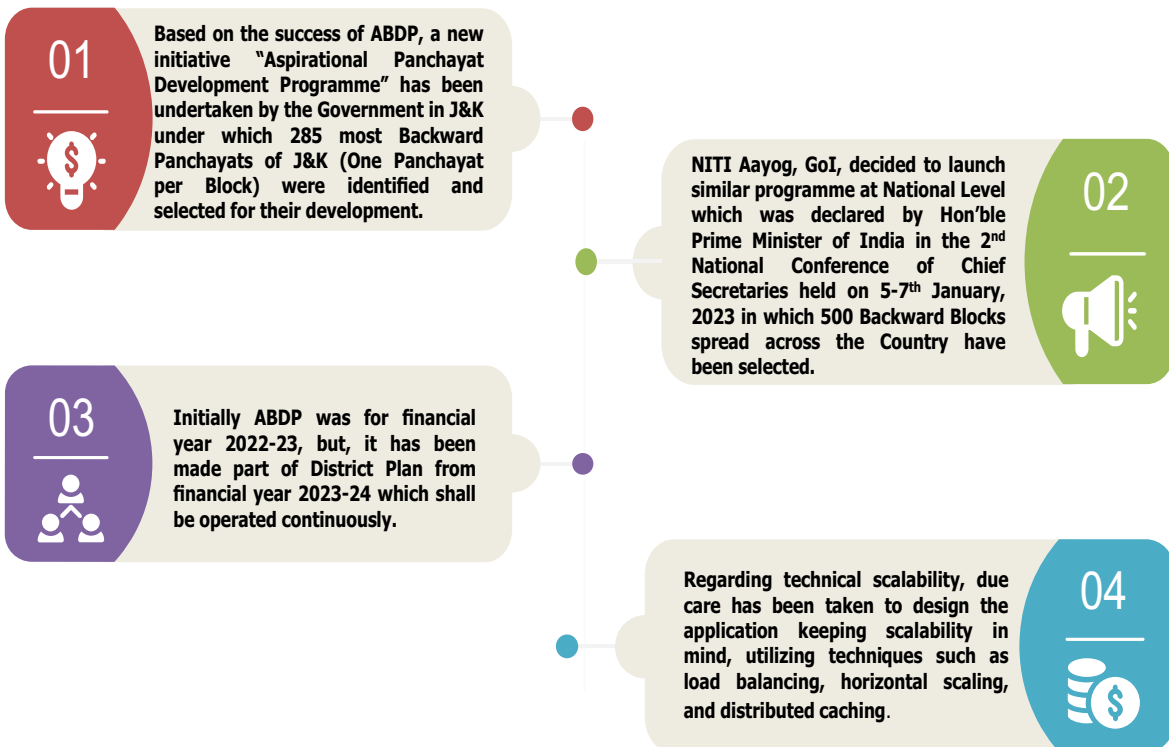 01
Based on the success of ABDP, a new
initiative “Aspirational Panchayat
Development Programme” has been
undertaken by the Government in J&K
under which 285 most Backward
Panchayats of J&K (One Panchayat
per Block) were identified and
selected for their development.
02
NITI Aayog, GoI, decided to launch
similar programme at National Level
which was declared by Hon’ble
Prime Minister of India in the 2nd
National Conference of Chief
Secretaries held on 5-7th January,
2023 in which 500 Backward Blocks
spread across the Country have
been selected.
03
Initially ABDP was for financial
year 2022-23, but, it has been
made part of District Plan from
financial year 2023-24 which shall
be operated continuously.
04
Regarding technical scalability, due
care has been taken to design the
application keeping scalability in
mind, utilizing techniques such as
load balancing, horizontal scaling,
and distributed caching.
$
$